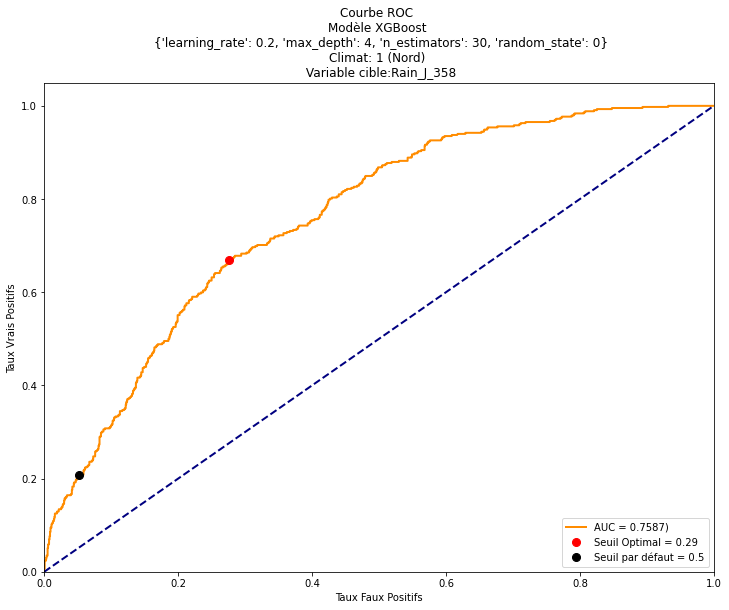 Courbe ROC
Modèle XGBoost
{'learning_rate': 0.2, 'max_depth': 4, 'n_estimators': 30, 'random_state': 0}
Climat: 1 (Nord)
Variable cible:Rain_J_358
Taux Vrais Positifs
1.0
0.8
0.6
0.4
0.2
0.0
AUC = 0.7587)
Seuil Optimal = 0.29
Seuil par défaut = 0.5
0.0 0.2 0.4 0.6 0.8 1.0
Taux Faux Positifs